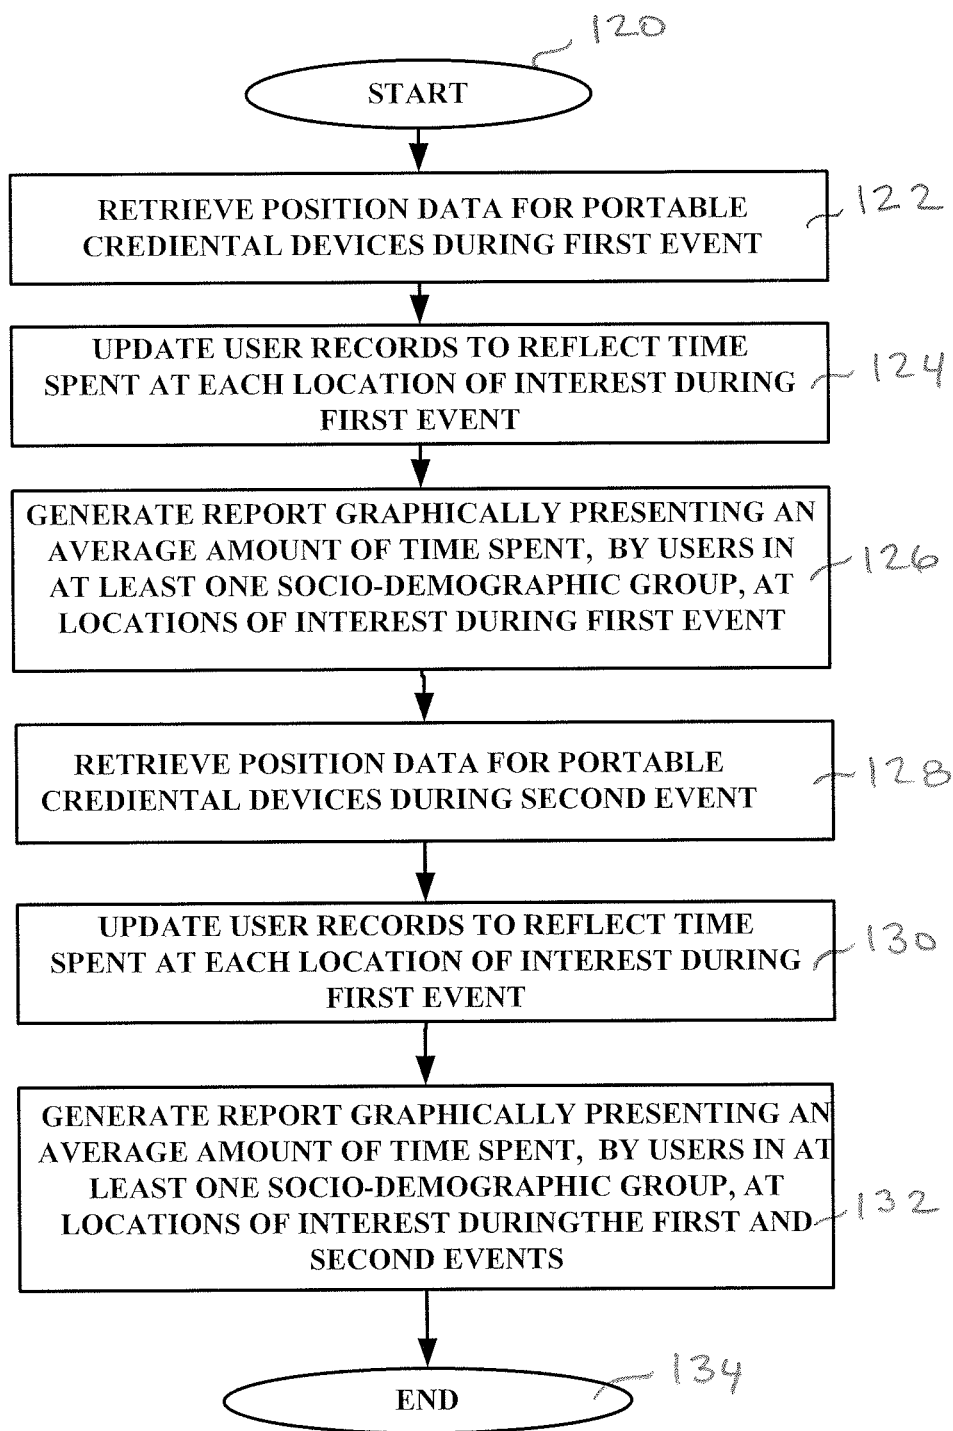 120
START
RETRIEVE POSITION DATA FOR PORTABLE
CREDIENTAL DEVICES DURING FIRST EVENT
122
UPDATE USER RECORDS TO REFLECT TIME
SPENT AT EACH LOCATION OF INTEREST DURING
FIRST EVENT
124
GENERATE REPORT GRAPHICALLY PRESENTING AN
AVERAGE AMOUNT OF TIME SPENT, BY USERS IN
AT LEAST ONE SOCIO-DEMOGRAPHIC GROUP, AT
LOCATIONS OF INTEREST DURING FIRST EVENT
126
RETRIEVE POSITION DATA FOR PORTABLE
CREDIENTAL DEVICES DURING SECOND EVENT
128
UPDATE USER RECORDS TO REFLECT TIME
SPENT AT EACH LOCATION OF INTEREST DURING
FIRST EVENT
130
GENERATE REPORT GRAPHICALLY PRESENTING AN
AVERAGE AMOUNT OF TIME SPENT, BY USERS IN AT
LEAST ONE SOCIO-DEMOGRAPHIC GROUP, AT
LOCATIONS OF INTEREST DURINGTHE FIRST AND
SECOND EVENTS
132
END
134